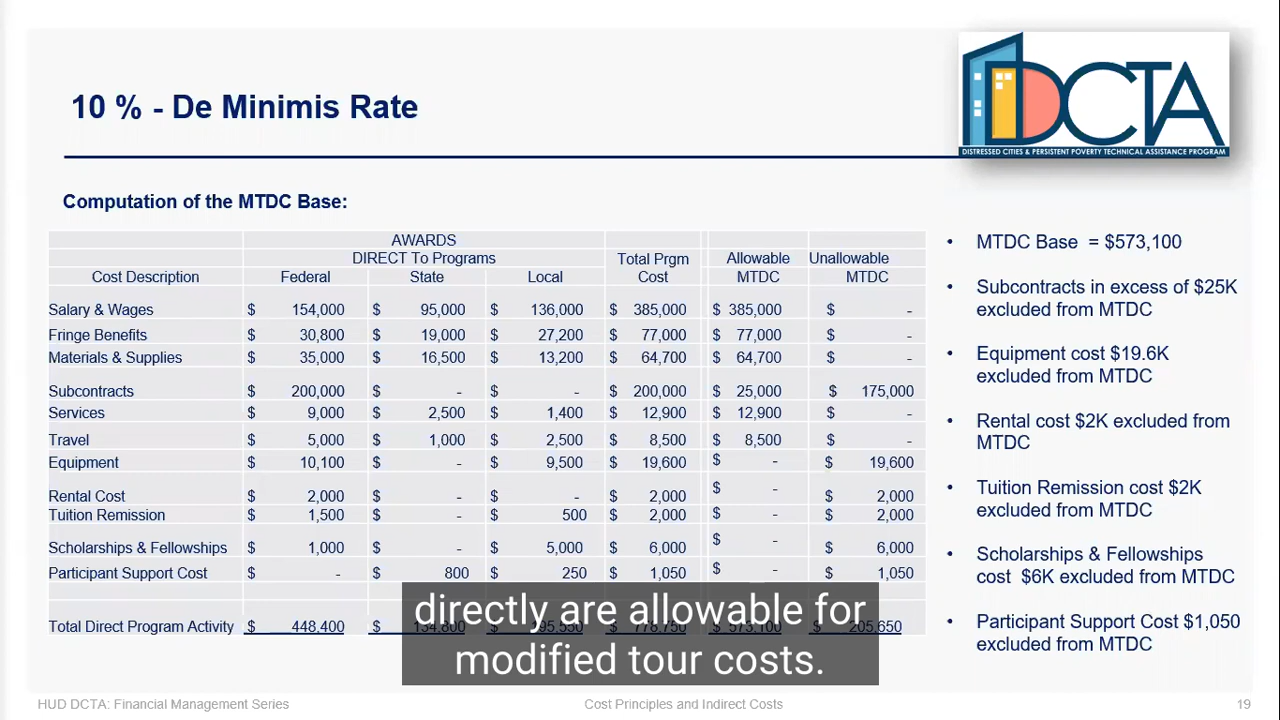 10 % - De Minimis Rate
DCTA
DISTRESSED CITIES & PERSISTENT POVERTY TECHNICAL ASSISTANCE PROGRAM
Computation of the MTDC Base:
AWARDS
DIRECT To Programs Total Prgm Allowable Unallowable
Cost Description Federal State Local Cost MTDC MTDC
Salary & Wages $ 154,000 $ 95,000 $ 136,000 $ 385,000 $ 385,000 $ -
Fringe Benefits $ 30,800 $ 19,000 $ 27,200 $ 77,000 $ 77,000 $ -
Materials & Supplies $ 35,000 $ 16,500 $ 13,200 $ 64,700 $ 64,700 $ -
Subcontracts $ 200,000 $ - $ - $ 200,000 $ 25,000 $ 175,000
Services $ 9,000 $ 2,500 $ 1,400 $ 12,900 $ 12,900 $ -
Travel $ 5,000 $ 1,000 $ 2,500 $ 8,500 $ 8,500 $ -
Equipment $ 10,100 $ - $ 9,500 $ 19,600 $ - $ 19,600
Rental Cost $ 2,000 $ - $ - $ 2,000 $ - $ 2,000
Tuition Remission $ 1,500 $ - $ 500 $ 2,000 $ - $ 2,000
Scholarships & Fellowships $ 1,000 $ - $ 5,000 $ 6,000 $ - $ 6,000
Participant Support Cost $ - $ 800 $ 250 $ 1,050 $ - $ 1,050
Total Direct Program Activity $ 448,400 $ 134,800 $ 195,550 $ 778,750 $ 573,100 $ 205,650
• MTDC Base = $573,100
• Subcontracts in excess of $25K
excluded from MTDC
• Equipment cost $19.6K
excluded from MTDC
• Rental cost $2K excluded from
MTDC
• Tuition Remission cost $2K
excluded from MTDC
• Scholarships & Fellowships
cost $6K excluded from MTDC
• Participant Support Cost $1,050
excluded from MTDC
directly are allowable for
modified tour costs.
HUD DCTA: Financial Management Series
Cost Principles and Indirect Costs
19